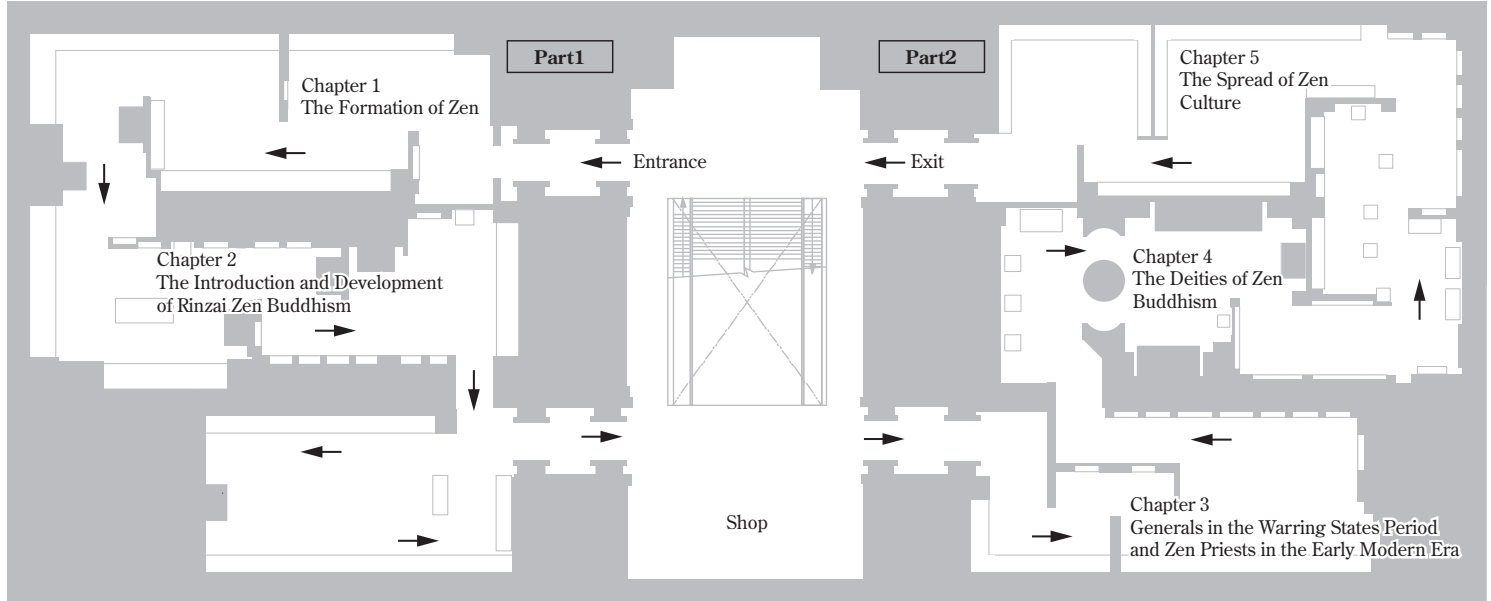 Part1
Part2
Chapter 1
The Formation of Zen
Chapter 5
The Spread of Zen
Culture
Entrance
Exit
Chapter 2
The Introduction and Development
of Rinzai Zen Buddhism
Chapter 4
The Deities of Zen
Buddhism
Shop
Chapter 3
Generals in the Warring States Period
and Zen Priests in the Early Modern Era